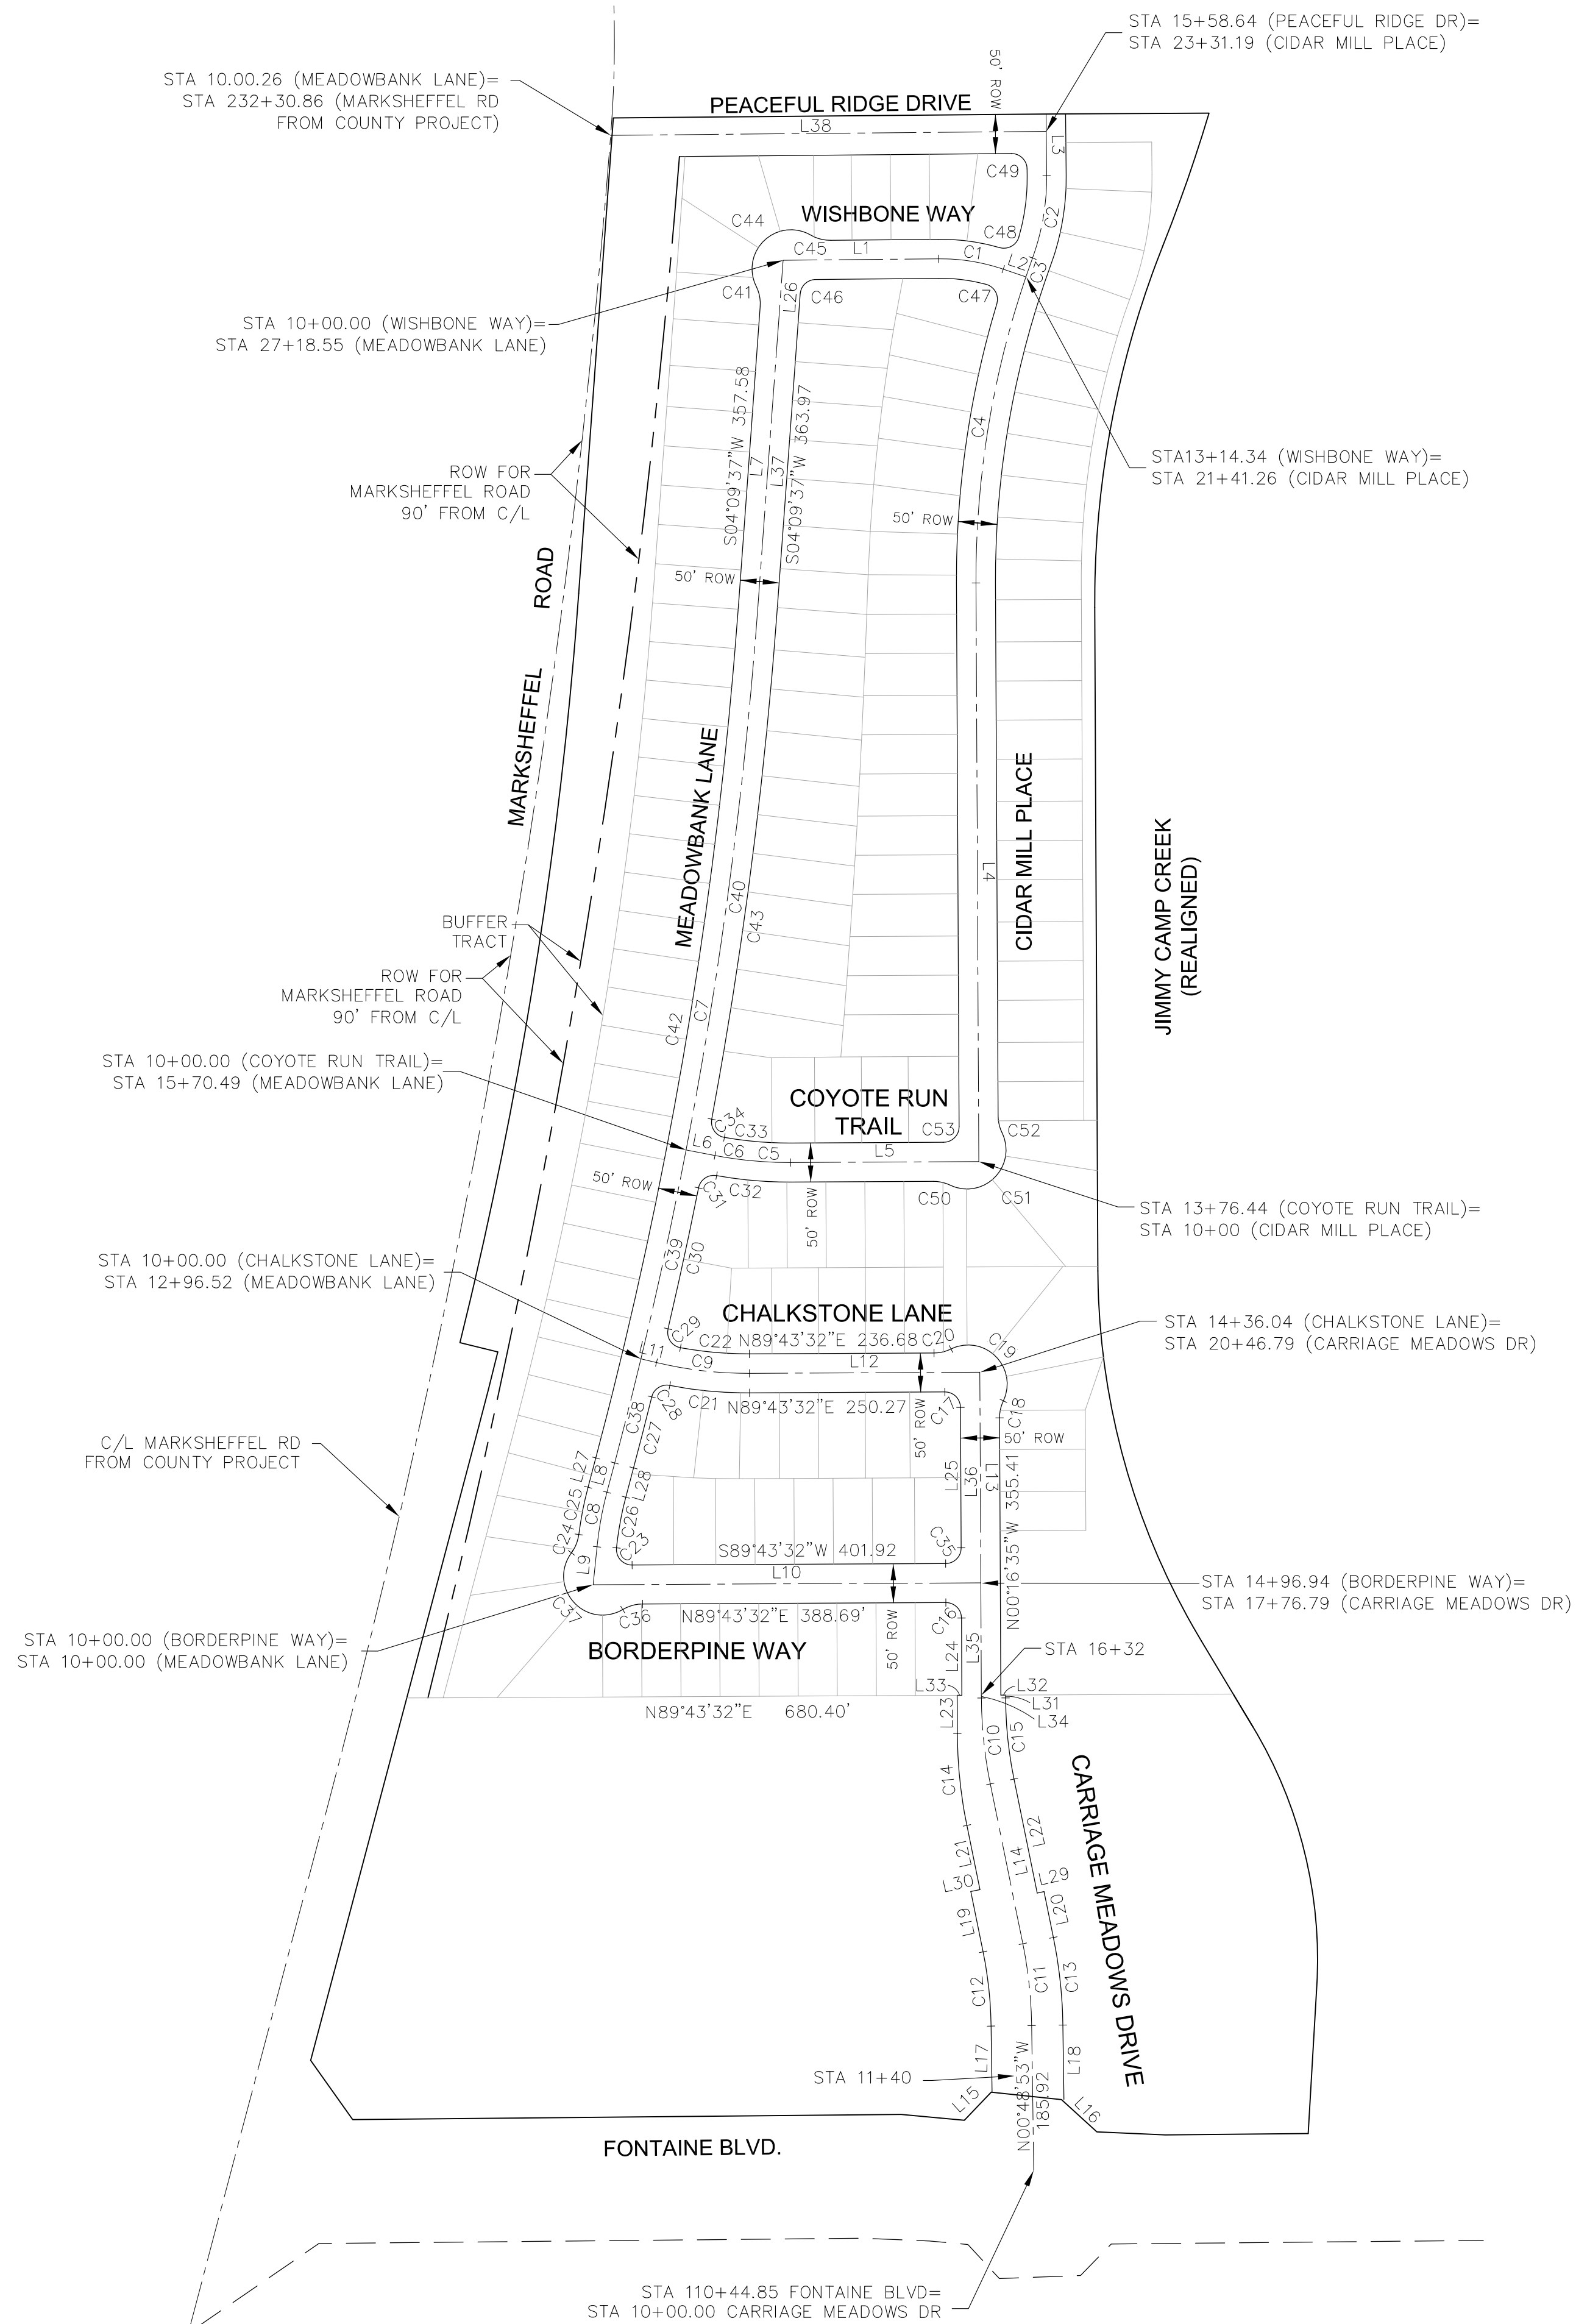 STA 15+58.64 (PEACEFUL RIDGE DR)=
STA 23+31.19 (CIDAR MILL PLACE)
STA 10.00.26 (MEADOWBANK LANE)=
STA 232+30.86 (MARKSHEFFEL RD
FROM COUNTY PROJECT)
50' ROW
PEACEFUL RIDGE DRIVE
L38
L3
C49
C44
WISHBONE WAY
C2
C48
C45
L1
C1
L2
C3
C41
L26
C46
C47
STA 10+00.00 (WISHBONE WAY)=
STA 27+18.55 (MEADOWBANK LANE)
S04°09'37"W 357.58
L7
L37
S04°09'37"W 363.97
C4
STA13+14.34 (WISHBONE WAY)=
STA 21+41.26 (CIDAR MILL PLACE)
ROW FOR
MARKSHEFFEL ROAD
90' FROM C/L
50' ROW
50' ROW
MARKSHEFFEL ROAD
MEADOWBANK LANE
CIDAR MILL PLACE
L4
JIMMY CAMP CREEK
(REALIGNED)
C40
C43
BUFFER
TRACT
ROW FOR
MARKSHEFFEL ROAD
90' FROM C/L
C7
C42
STA 10+00.00 (COYOTE RUN TRAIL)=
STA 15+70.49 (MEADOWBANK LANE)
COYOTE RUN
TRAIL
C34
C33
C53
C52
L6
C6
C5
L5
50' ROW
C31
C32
50' ROW
C50
C51
STA 13+76.44 (COYOTE RUN TRAIL)=
STA 10+00 (CIDAR MILL PLACE)
C39
C30
STA 10+00.00 (CHALKSTONE LANE)=
STA 12+96.52 (MEADOWBANK LANE)
CHALKSTONE LANE
C29
C22
N89°43'32"E 236.68
C20
C19
STA 14+36.04 (CHALKSTONE LANE)=
STA 20+46.79 (CARRIAGE MEADOWS DR)
L11
C9
L12
C28
C21
N89°43'32"E 250.27
50' ROW
C17
C18
C38
C27
50' ROW
C/L MARKSHEFFEL RD
FROM COUNTY PROJECT
L27
L8
L28
L25
L36
L13
N00°16'35"W 355.41
C25
C8
C26
C24
C23
S89°43'32"W 401.92
C35
L9
L10
STA 14+96.94 (BORDERPINE WAY)=
STA 17+76.79 (CARRIAGE MEADOWS DR)
C37
C36
N89°43'32"E 388.69'
C16
STA 10+00.00 (BORDERPINE WAY)=
STA 10+00.00 (MEADOWBANK LANE)
BORDERPINE WAY
50' ROW
L24
L35
STA 16+32
L33
L32
L31
L34
N89°43'32"E 680.40'
L23
C10
C15
C14
CARRIAGE MEADOWS DRIVE
L21
L14
L22
L30
L29
L19
L20
C12
C11
C13
L17
L18
STA 11+40
N00°48'53"W
185.92
L15
L16
FONTAINE BLVD.
STA 110+44.85 FONTAINE BLVD=
STA 10+00.00 CARRIAGE MEADOWS DR